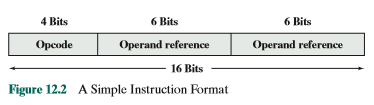 4 Bits 6 Bits 6 Bits
Opcode Operand reference Operand reference
16 Bits
Figure 12.2 A Simple Instruction Format